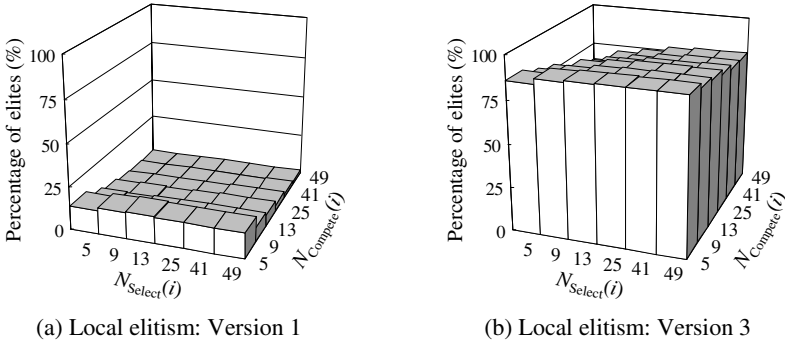 Percentage of elites (%)
100
75
50
25
0
5 9 13 25 41 49
N_Select(i)
5 9 13 25 41 49
N_Compete(i)
(a) Local elitism: Version 1
Percentage of elites (%)
100
75
50
25
0
5 9 13 25 41 49
N_Select(i)
5 9 13 25 41 49
N_Compete(i)
(b) Local elitism: Version 3